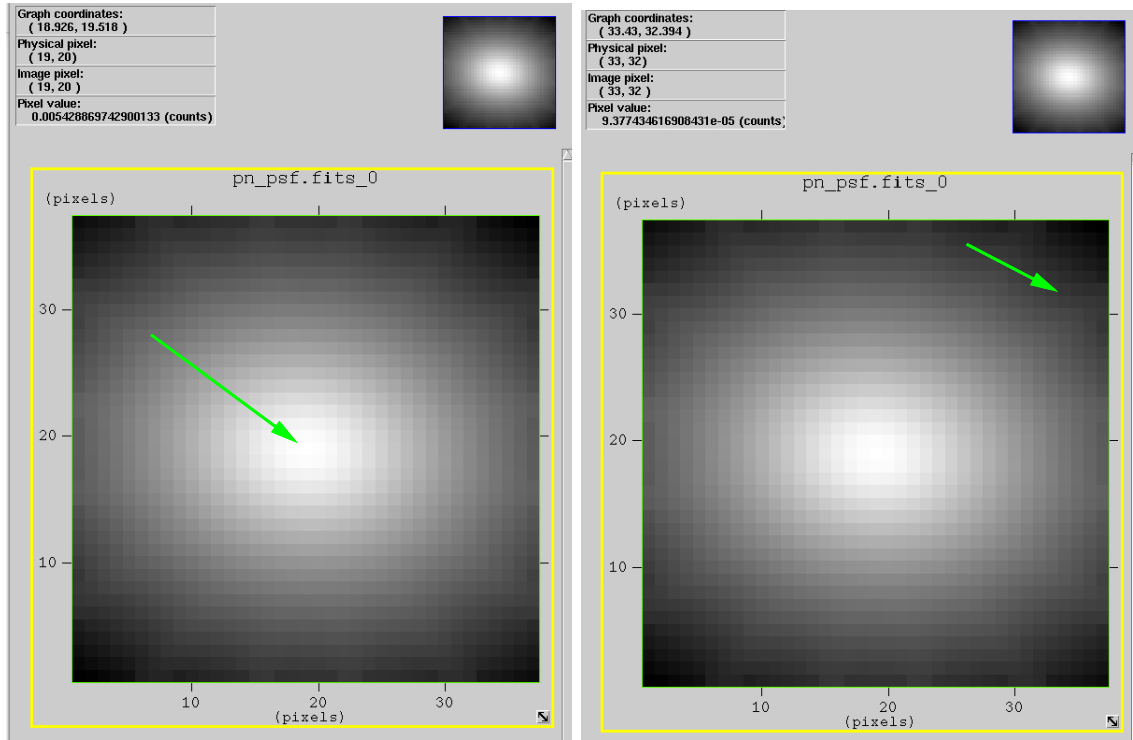 Graph coordinates:
( 18.926, 19.518 )
Physical pixel:
( 19, 20)
Image pixel:
( 19, 20 )
Pixel value:
0.005428869742900133 (counts)
pn_psf.fits_0
(pixels)
30
20
10
10 20 30
(pixels)
Graph coordinates:
( 33.43, 32.394 )
Physical pixel:
( 33, 32)
Image pixel:
( 33, 32 )
Pixel value:
9.377434616908431e-05 (counts)
pn_psf.fits_0
(pixels)
30
20
10
10 20 30
(pixels)